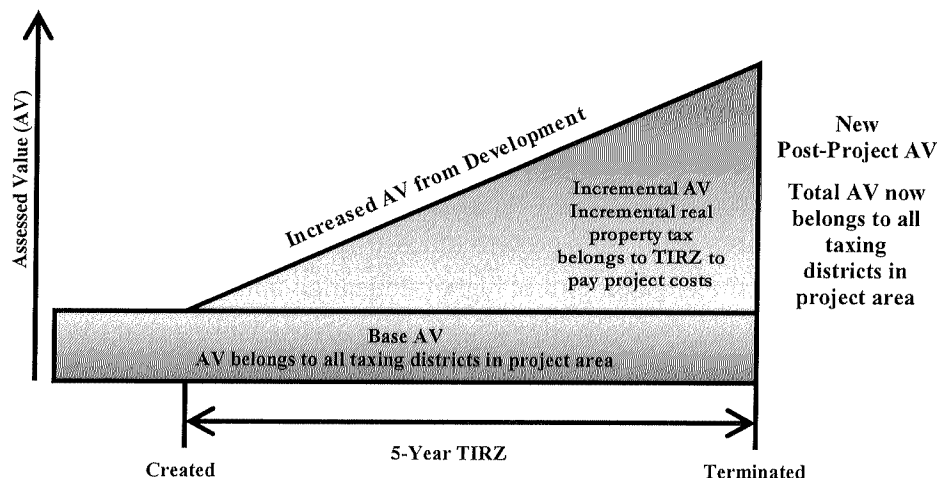 Assessed Value (AV)
Increased AV from Development
Incremental AV
Incremental real
property tax
belongs to TIRZ to
pay project costs
New
Post-Project AV
Total AV now
belongs to all
taxing
districts in
project area
Base AV
AV belongs to all taxing districts in project area
5-Year TIRZ
Created
Terminated